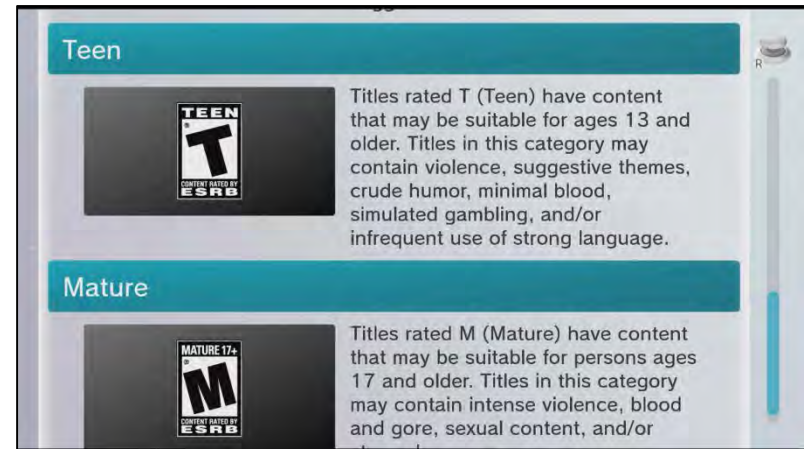 Teen
R
TEEN
T
CONTENT RATED BY
ESRB
Titles rated T (Teen) have content
that may be suitable for ages 13 and
older. Titles in this category may
contain violence, suggestive themes,
crude humor, minimal blood,
simulated gambling, and/or
infrequent use of strong language.
Mature
MATURE 17+
M
CONTENT RATED BY
ESRB
Titles rated M (Mature) have content
that may be suitable for persons ages
17 and older. Titles in this category
may contain intense violence, blood
and gore, sexual content, and/or